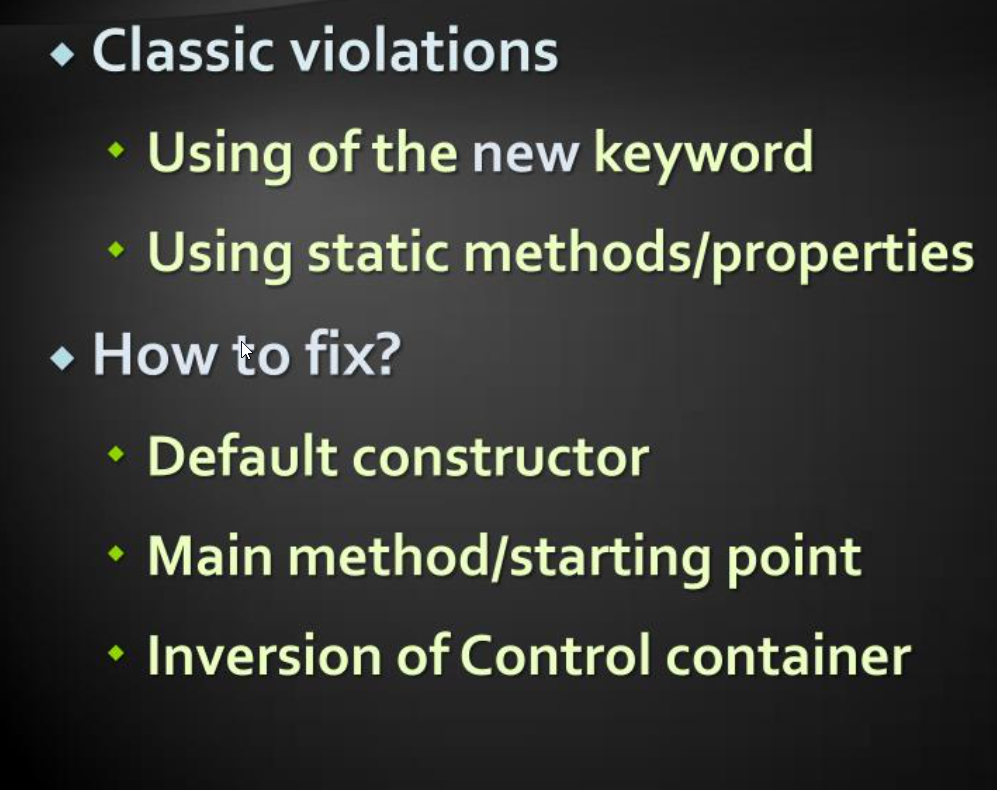 Classic violations
Using of the new keyword
Using static methods/properties
How to fix?
Default constructor
Main method/starting point
Inversion of Control container